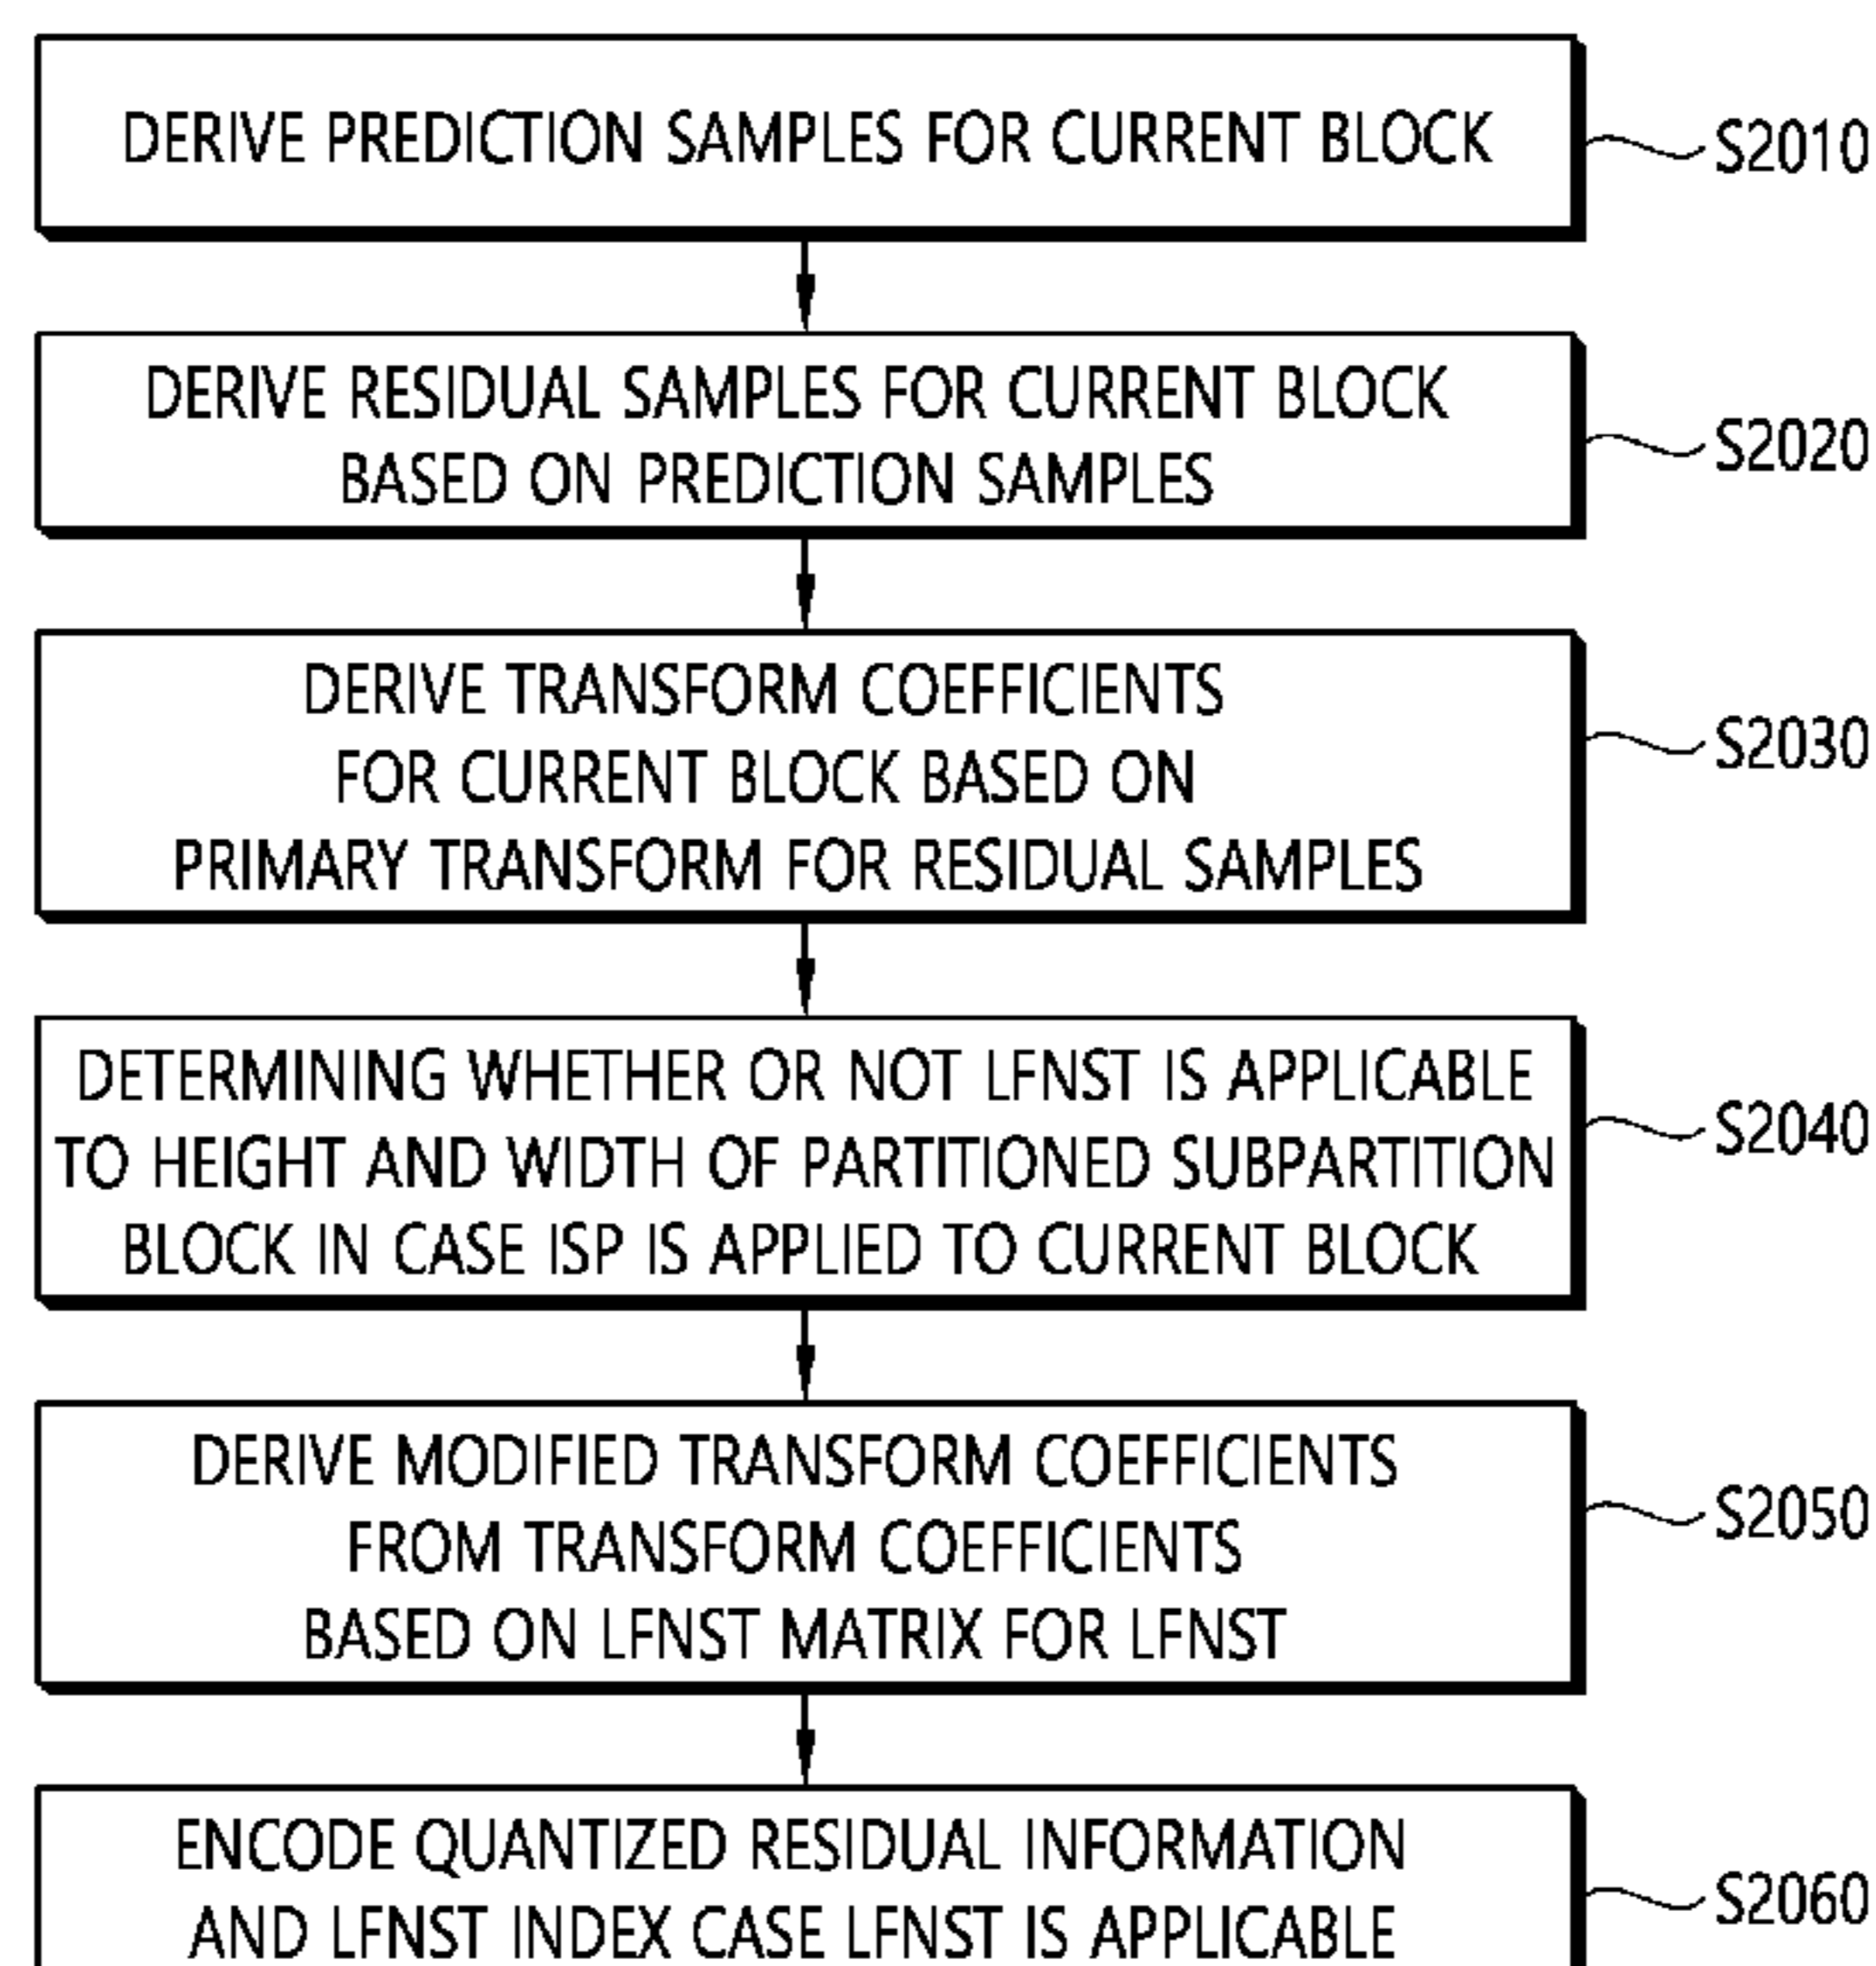 DERIVE PREDICTION SAMPLES FOR CURRENT BLOCK
S2010
DERIVE RESIDUAL SAMPLES FOR CURRENT BLOCK
BASED ON PREDICTION SAMPLES
S2020
DERIVE TRANSFORM COEFFICIENTS
FOR CURRENT BLOCK BASED ON
PRIMARY TRANSFORM FOR RESIDUAL SAMPLES
S2030
DETERMINING WHETHER OR NOT LFNST IS APPLICABLE
TO HEIGHT AND WIDTH OF PARTITIONED SUBPARTITION
BLOCK IN CASE ISP IS APPLIED TO CURRENT BLOCK
S2040
DERIVE MODIFIED TRANSFORM COEFFICIENTS
FROM TRANSFORM COEFFICIENTS
BASED ON LFNST MATRIX FOR LFNST
S2050
ENCODE QUANTIZED RESIDUAL INFORMATION
AND LFNST INDEX CASE LFNST IS APPLICABLE
S2060